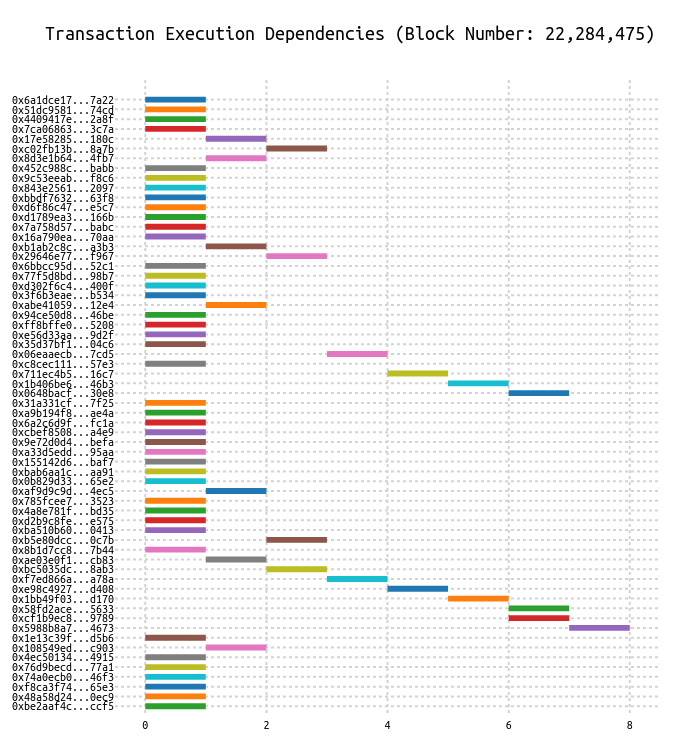 Transaction Execution Dependencies (Block Number: 22,284,475)
0x6a1dce17...7a22
0x51dc9581...74cd
0x4409417e...2a8f
0x7ca06863...3c7a
0x17e58285...180c
0xc02fb13b...8a7b
0x8d3e1b64...4fb7
0x452c988c...babb
0x9c53eeab...f8c6
0x843e2561...2097
0xbbdf7632...63f8
0xd6f86c47...e5c7
0xd1789ea3...166b
0x7a758d57...babc
0x16a790ea...70aa
0xb1ab2c8c...a3b3
0x29646e77...f967
0x6bbcc95d...52c1
0x77f5d8bd...98b7
0xd302f6c4...400f
0x3f6b3eae...b534
0xabe41059...12e4
0x94ce50d8...46be
0xff8bffe0...5208
0xe56d33aa...9d2f
0x35d37bf1...04c6
0x06eaaecb...7cd5
0xc8cec111...57e3
0x711ec4b5...16c7
0x1b406be6...46b3
0x0648bacf...30e8
0x31a331cf...7f25
0xa9b194f8...ae4a
0x6a2c6d9f...fc1a
0xcbef8508...a4e9
0x9e72d0d4...befa
0xa33d5edd...95aa
0x155142d6...baf7
0xbab6aa1c...aa91
0x0b829d33...65e2
0xaf9d9c9d...4ec5
0x785fcee7...3523
0x4a8e781f...bd35
0xd2b9c8fe...e575
0xba510b60...0413
0xb5e80dcc...0c7b
0x8b1d7cc8...7b44
0xae03e0f1...cb83
0xbc5035dc...8ab3
0xf7ed866a...a78a
0xe98c4927...d408
0x1bb49f03...d170
0x58fd2ace...5633
0xcf1b9ec8...9789
0x5988b8a7...4673
0x1e13c39f...d5b6
0x108549ed...c903
0x4ec50134...4915
0x76d9becd...77a1
0x74a0ecb0...46f3
0xf8ca3f74...65e3
0x48a58d24...0ec9
0xbe2aaf4c...ccf5
0 2 4 6 8